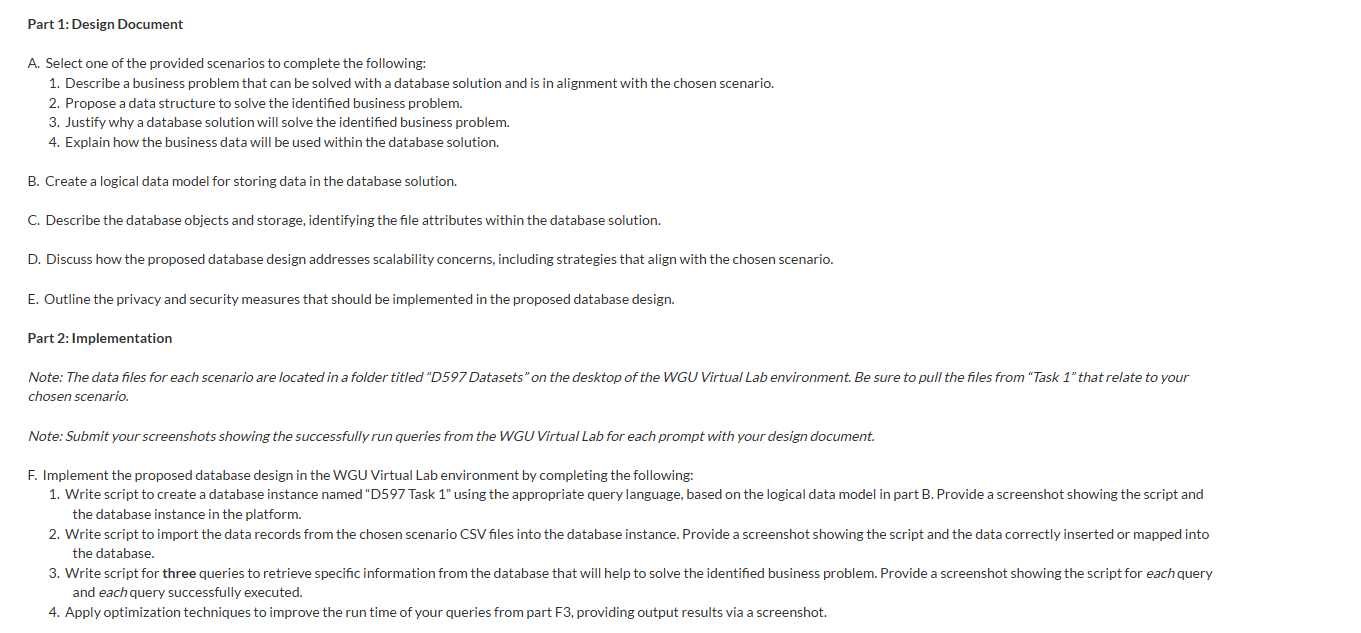 Part 1: Design Document
A. Select one of the provided scenarios to complete the following:
1. Describe a business problem that can be solved with a database solution and is in alignment with the chosen scenario.
2. Propose a data structure to solve the identified business problem.
3. Justify why a database solution will solve the identified business problem.
4. Explain how the business data will be used within the database solution.
B. Create a logical data model for storing data in the database solution.
C. Describe the database objects and storage, identifying the file attributes within the database solution.
D. Discuss how the proposed database design addresses scalability concerns, including strategies that align with the chosen scenario.
E. Outline the privacy and security measures that should be implemented in the proposed database design.
Part 2: Implementation
Note: The data files for each scenario are located in a folder titled “D597 Datasets” on the desktop of the WGU Virtual Lab environment. Be sure to pull the files from “Task 1” that relate to your
chosen scenario.
Note: Submit your screenshots showing the successfully run queries from the WGU Virtual Lab for each prompt with your design document.
F. Implement the proposed database design in the WGU Virtual Lab environment by completing the following:
1. Write script to create a database instance named “D597 Task 1” using the appropriate query language, based on the logical data model in part B. Provide a screenshot showing the script and
the database instance in the platform.
2. Write script to import the data records from the chosen scenario CSV files into the database instance. Provide a screenshot showing the script and the data correctly inserted or mapped into
the database.
3. Write script for three queries to retrieve specific information from the database that will help to solve the identified business problem. Provide a screenshot showing the script for each query
and each query successfully executed.
4. Apply optimization techniques to improve the run time of your queries from part F3, providing output results via a screenshot.